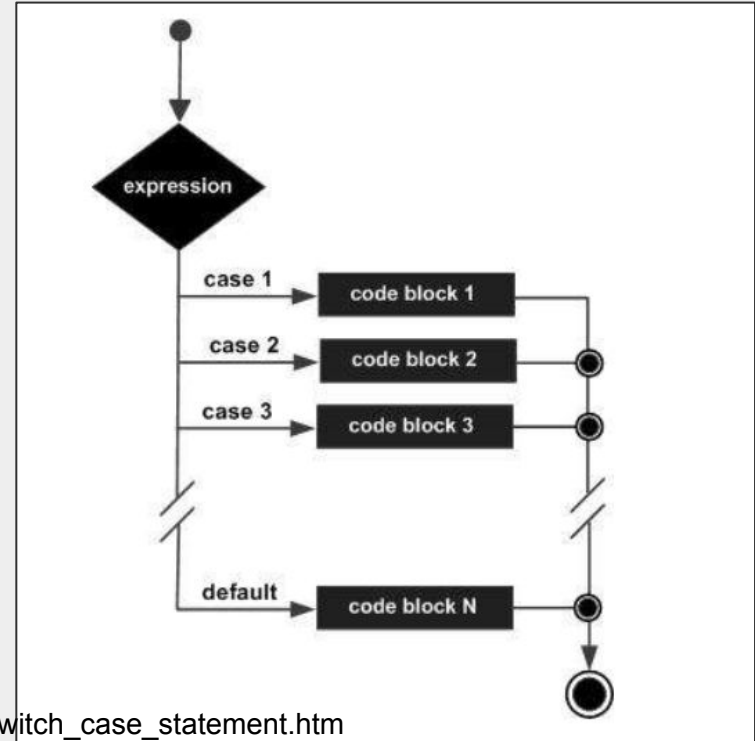 expression
case 1
code block 1
case 2
code block 2
case 3
code block 3
default
code block N
witch_case_statement.htm